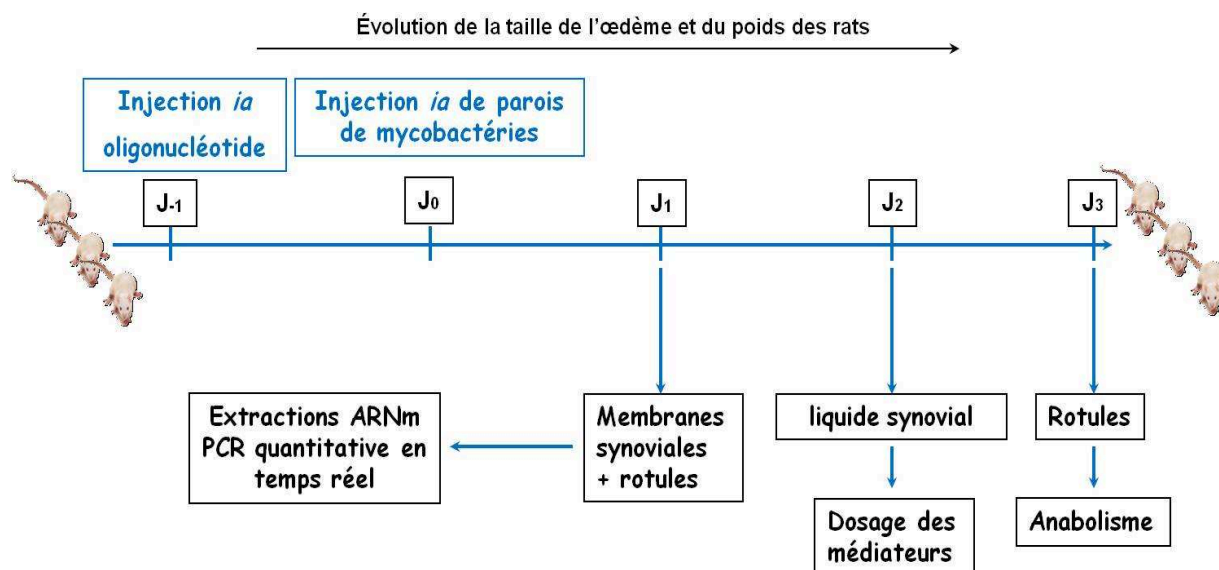 Évolution de la taille de l'œdème et du poids des rats
Injection ia
oligonucléotide
Injection ia de parois
de mycobactéries
J-1
J0
J1
J2
J3
Extractions ARNm
PCR quantitative en
temps réel
Membranes
synoviales
+ rotules
liquide synovial
Rotules
Dosage des
médiateurs
Anabolisme